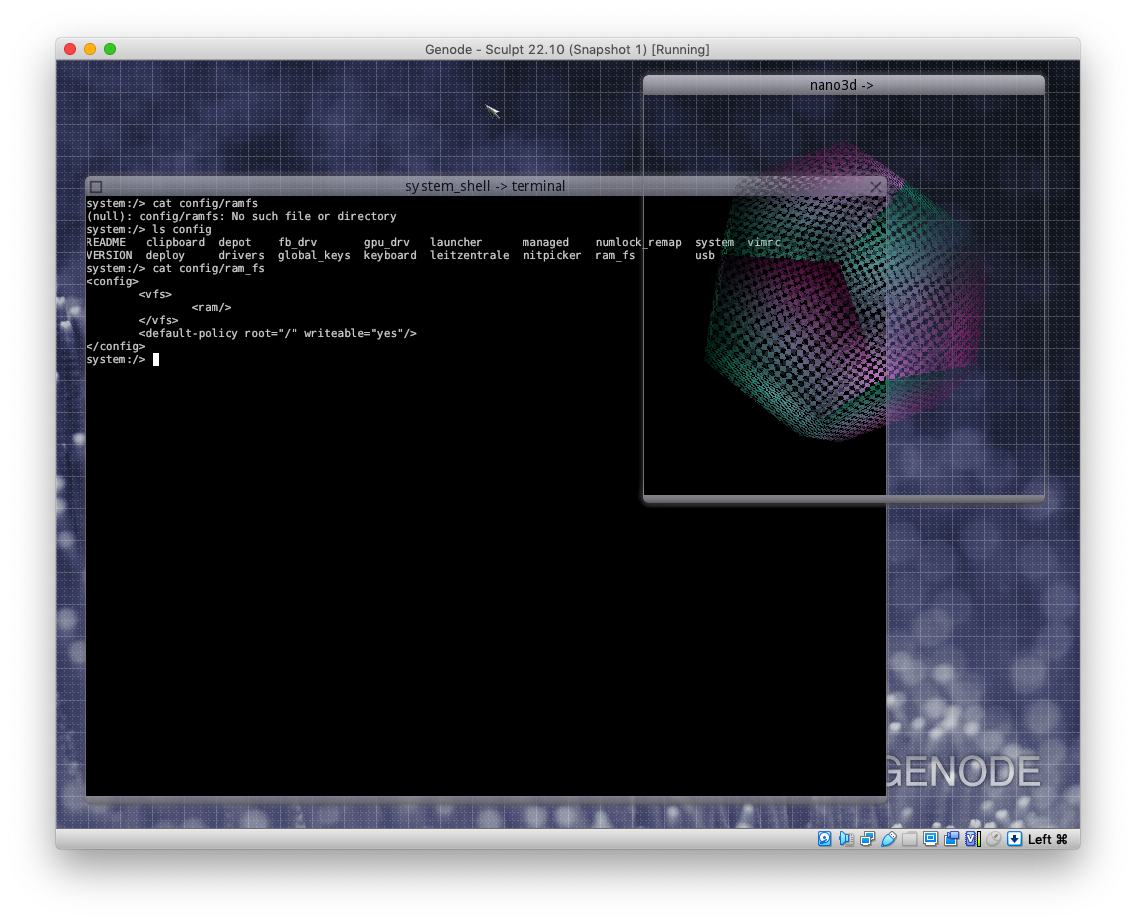 Genode - Sculpt 22.10 (Snapshot 1) [Running]
nano3d ->
system_shell -> terminal
system:/> cat config/ramfs
(null): config/ramfs: No such file or directory
system:/> ls config
README clipboard depot fb_drv gpu_drv launcher managed numlock_remap system vimrc
VERSION deploy drivers global_keys keyboard leitzentrale nitpicker ram_fs usb
system:/> cat config/ram_fs
<config>
<vfs>
<ram/>
</vfs>
<default-policy root="/" writeable="yes"/>
</config>
system:/>
GENODE
Left ⌘